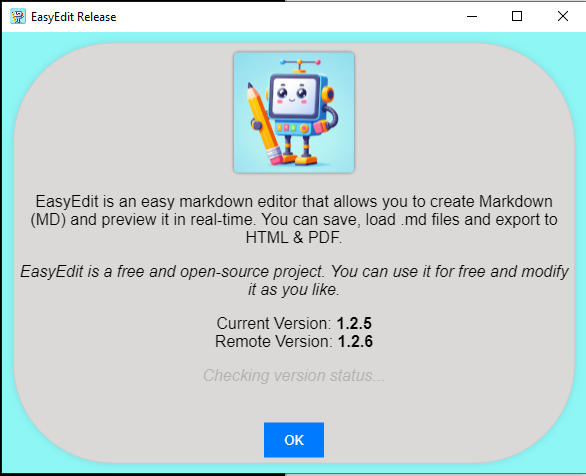 EasyEdit Release
EasyEdit is an easy markdown editor that allows you to create Markdown
(MD) and preview it in real-time. You can save, load .md files and export to
HTML & PDF.
EasyEdit is a free and open-source project. You can use it for free and modify
it as you like.
Current Version: 1.2.5
Remote Version: 1.2.6
Checking version status...
OK